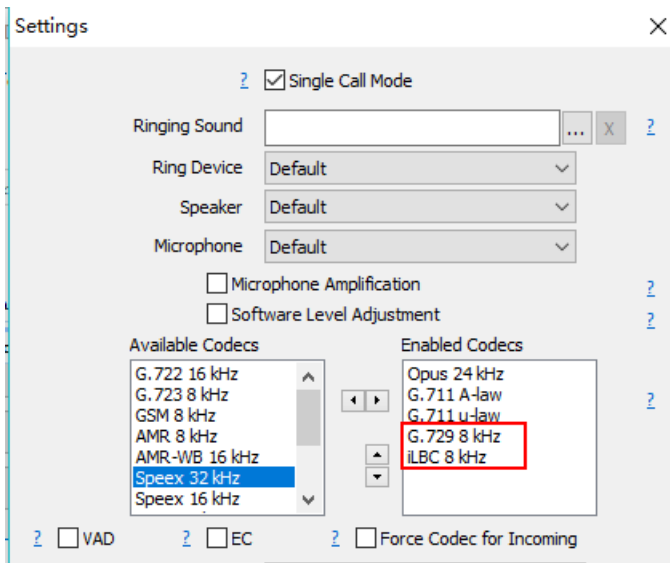 Settings
? Single Call Mode
Ringing Sound ... X ?
Ring Device Default
Speaker Default
Microphone Default
Microphone Amplification ?
Software Level Adjustment ?
Available Codecs
G.722 16 kHz
G.723 8 kHz
GSM 8 kHz
AMR 8 kHz
AMR-WB 16 kHz
Speex 32 kHz
Speex 16 kHz
Enabled Codecs
Opus 24 kHz
G.711 A-law
G.711 u-law
G.729 8 kHz
iLBC 8 kHz
?
? VAD ? EC ? Force Codec for Incoming